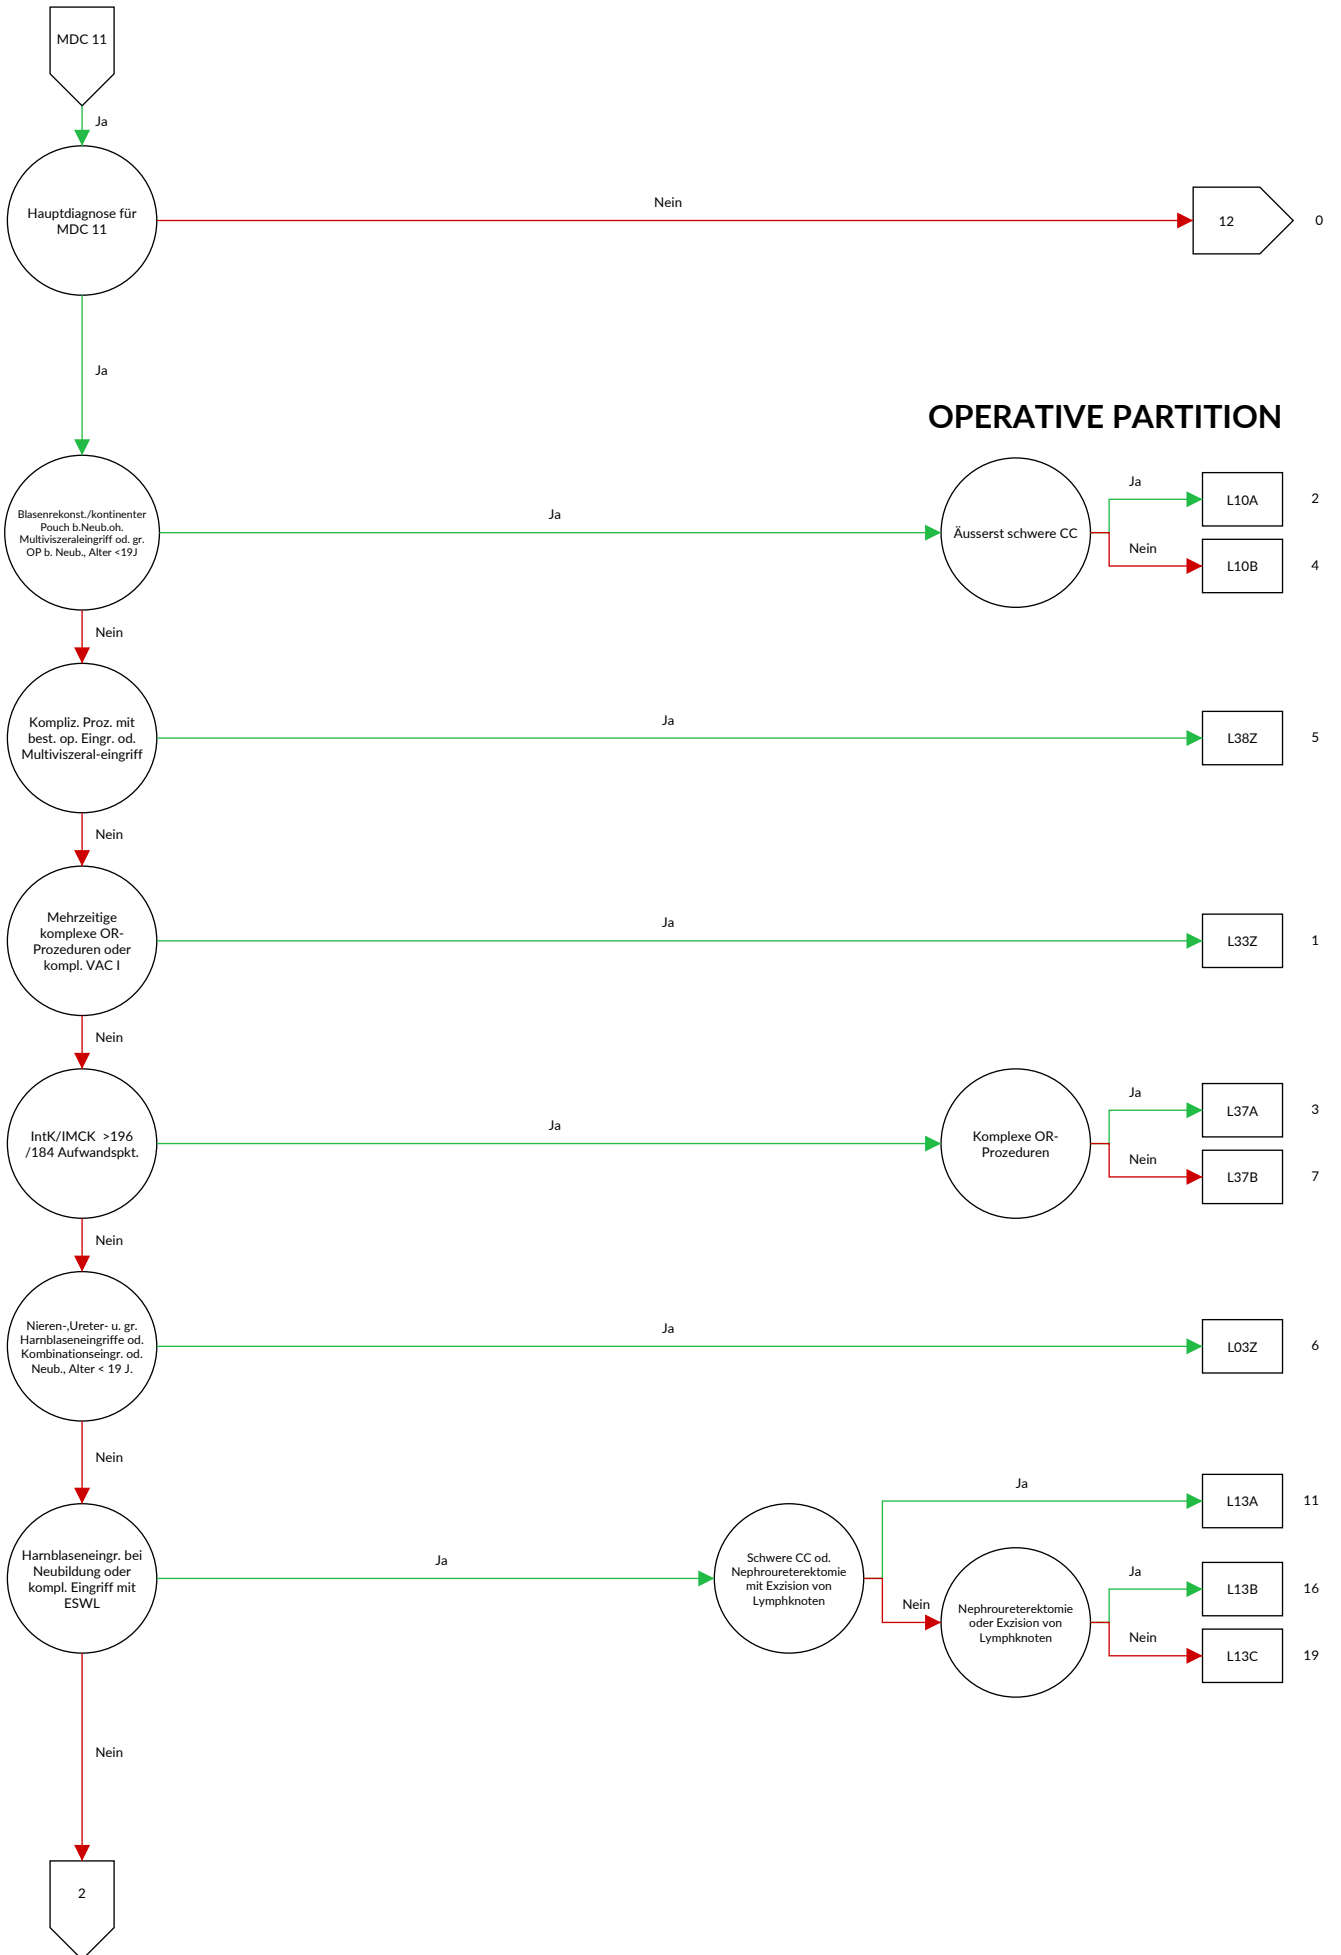 MDC 11
Ja
Hauptdiagnose für
MDC 11
Nein
12
0
Ja
OPERATIVE PARTITION
Blasenrekonst./kontinenter
Pouch b.Neub.oh.
Multiviszeraleingriff od. gr.
OP b. Neub., Alter <19J
Ja
Äusserst schwere CC
Ja
L10A
2
Nein
L10B
4
Nein
Kompliz. Proz. mit
best. op. Eingr. od.
Multiviszeral-eingriff
Ja
L38Z
5
Nein
Mehrzeitige
komplexe OR-
Prozeduren oder
kompl. VAC I
Ja
L33Z
1
Nein
IntK/IMCK >196
/184 Aufwandspkt.
Ja
Komplexe OR-
Prozeduren
Ja
L37A
3
Nein
L37B
7
Nein
Nieren-,Ureter- u. gr.
Harnblaseneingriffe od.
Kombinationseingr. od.
Neub., Alter < 19 J.
Ja
L03Z
6
Nein
Harnblaseneingr. bei
Neubildung oder
kompl. Eingriff mit
ESWL
Ja
Schwere CC od.
Nephroureterektomie
mit Exzision von
Lymphknoten
Ja
L13A
11
Nein
Nephroureterektomie
oder Exzision von
Lymphknoten
Ja
L13B
16
Nein
L13C
19
Nein
2